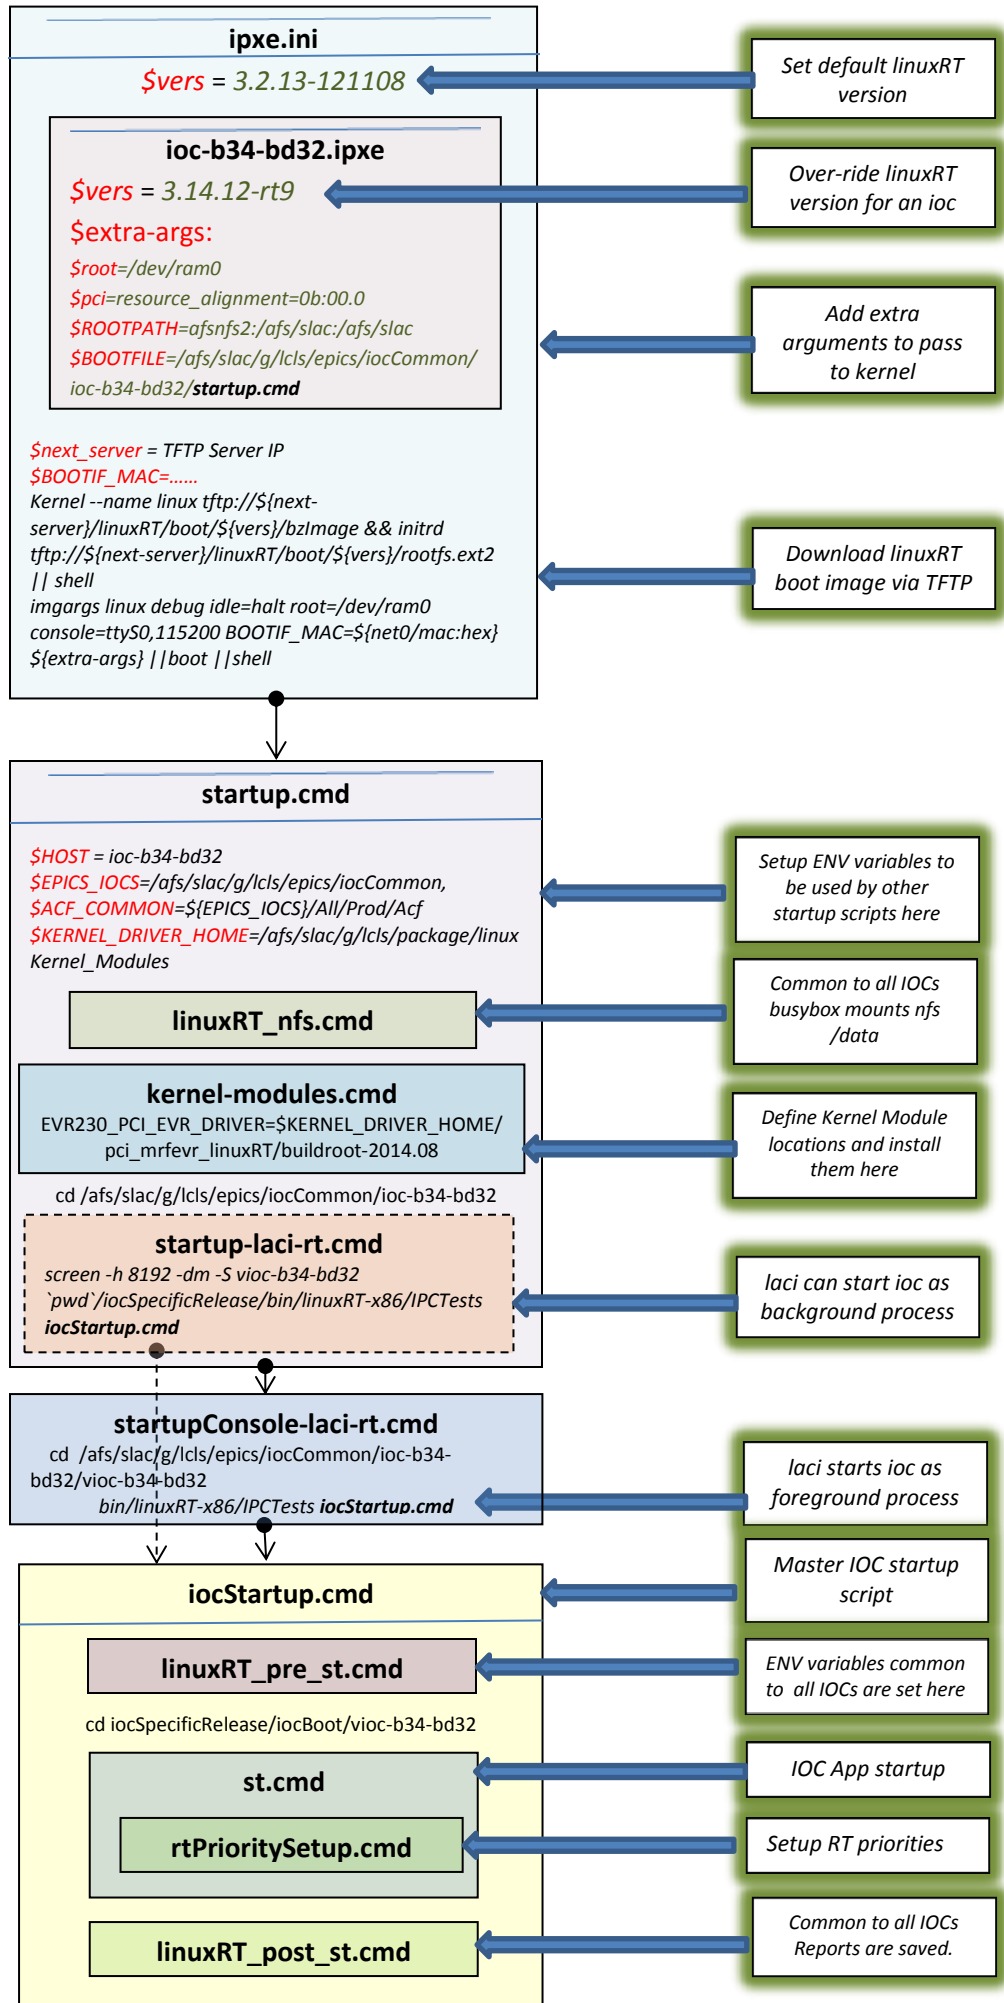 ipxe.ini
$vers = 3.2.13-121108
Set default linuxRT
version
ioc-b34-bd32.ipxe
$vers = 3.14.12-rt9
Over-ride linuxRT
version for an ioc
$extra-args:
$root=/dev/ram0
$pci=resource_alignment=0b:00.0
$ROOTPATH=afsnfs2:/afs/slac:/afs/slac
$BOOTFILE=/afs/slac/g/lcls/epics/iocCommon/
ioc-b34-bd32/startup.cmd
Add extra
arguments to pass
to kernel
$next_server = TFTP Server IP
$BOOTIF_MAC=......
Kernel --name linux tftp://${next-
server}/linuxRT/boot/${vers}/bzImage && initrd
tftp://${next-server}/linuxRT/boot/${vers}/rootfs.ext2
|| shell
imgargs linux debug idle=halt root=/dev/ram0
console=ttyS0,115200 BOOTIF_MAC=${net0/mac:hex}
${extra-args} ||boot ||shell
Download linuxRT
boot image via TFTP
startup.cmd
$HOST = ioc-b34-bd32
$EPICS_IOCS=/afs/slac/g/lcls/epics/iocCommon,
$ACF_COMMON=${EPICS_IOCS}/All/Prod/Acf
$KERNEL_DRIVER_HOME=/afs/slac/g/lcls/package/linux
Kernel_Modules
Setup ENV variables to
be used by other
startup scripts here
linuxRT_nfs.cmd
Common to all IOCs
busybox mounts nfs
/data
kernel-modules.cmd
EVR230_PCI_EVR_DRIVER=$KERNEL_DRIVER_HOME/
pci_mrfevr_linuxRT/buildroot-2014.08
Define Kernel Module
locations and install
them here
cd /afs/slac/g/lcls/epics/iocCommon/ioc-b34-bd32
startup-laci-rt.cmd
screen -h 8192 -dm -S vioc-b34-bd32
`pwd`/iocSpecificRelease/bin/linuxRT-x86/IPCTests
iocStartup.cmd
laci can start ioc as
background process
startupConsole-laci-rt.cmd
cd /afs/slac/g/lcls/epics/iocCommon/ioc-b34-
bd32/vioc-b34-bd32
bin/linuxRT-x86/IPCTests iocStartup.cmd
laci starts ioc as
foreground process
iocStartup.cmd
Master IOC startup
script
linuxRT_pre_st.cmd
ENV variables common
to all IOCs are set here
cd iocSpecificRelease/iocBoot/vioc-b34-bd32
st.cmd
IOC App startup
rtPrioritySetup.cmd
Setup RT priorities
linuxRT_post_st.cmd
Common to all IOCs
Reports are saved.